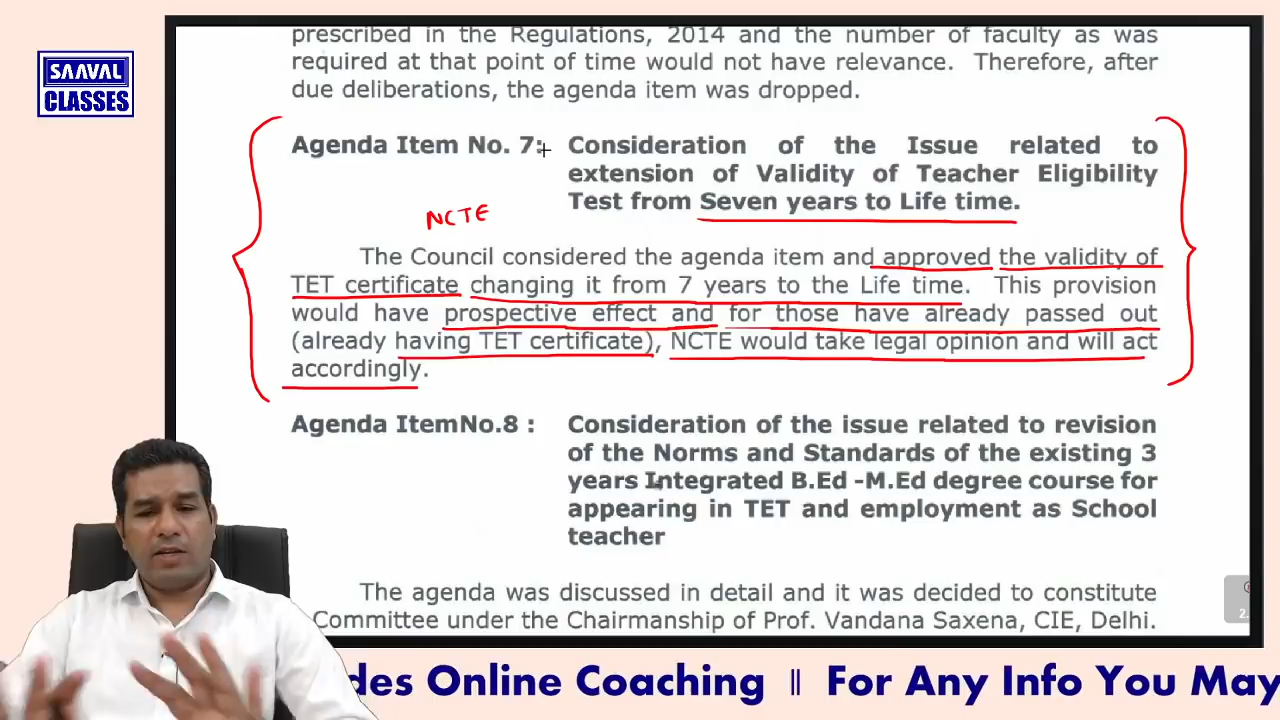 SAAVAL
CLASSES
prescribed in the Regulations, 2014 and the number of faculty as was
required at that point of time would not have relevance. Therefore, after
due deliberations, the agenda item was dropped.
Agenda Item No. 7: Consideration of the Issue related to
extension of Validity of Teacher Eligibility
Test from Seven years to Life time.
NCTE
The Council considered the agenda item and approved the validity of
TET certificate changing it from 7 years to the Life time. This provision
would have prospective effect and for those have already passed out
(already having TET certificate), NCTE would take legal opinion and will act
accordingly.
Agenda ItemNo.8 : Consideration of the issue related to revision
of the Norms and Standards of the existing 3
years Integrated B.Ed -M.Ed degree course for
appearing in TET and employment as School
teacher
The agenda was discussed in detail and it was decided to constitute
Committee under the Chairmanship of Prof. Vandana Saxena, CIE, Delhi.
des Online Coaching || For Any Info You May